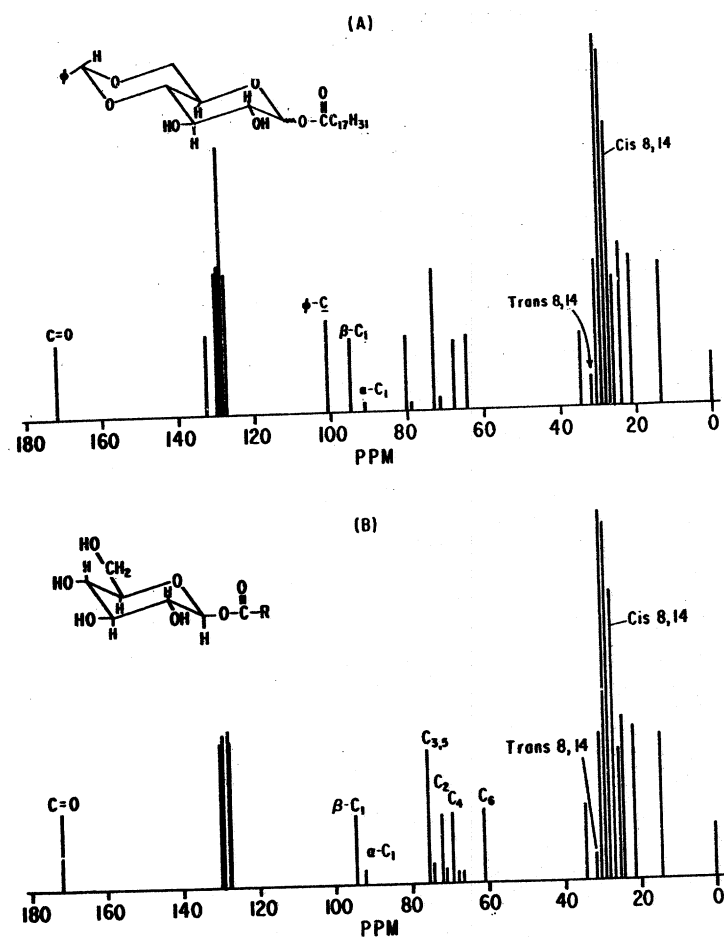 (A)
H
ϕ
O
O
O
H
H
HO
OH
H
O
O-CC₁₇H₃₁
Cis 8,14
Trans 8,14
ϕ-C
C=O
β-C₁
α-C₁
180 160 140 120 100 80 60 40 20 0
PPM
(B)
HO
CH₂
H
O
HO
H
H
O
HO
OH
O-C-R
H
H
Cis 8,14
C₃,₅
Trans 8,14
C₂
C₄
C₆
C=O
β-C₁
α-C₁
180 160 140 120 100 80 60 40 20 0
PPM